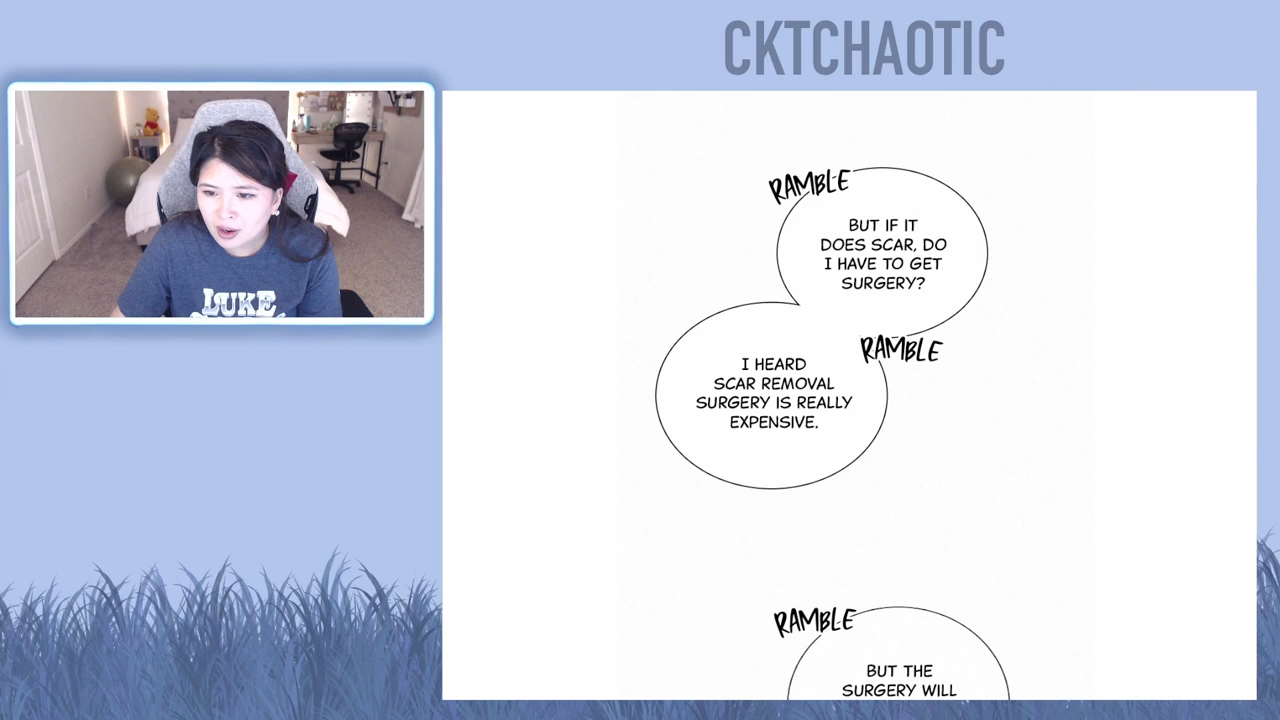 CKTCHAOTIC
RAMBLE
BUT IF IT
DOES SCAR, DO
I HAVE TO GET
SURGERY?
RAMBLE
I HEARD
SCAR REMOVAL
SURGERY IS REALLY
EXPENSIVE.
RAMBLE
BUT THE
SURGERY WILL
LUKE